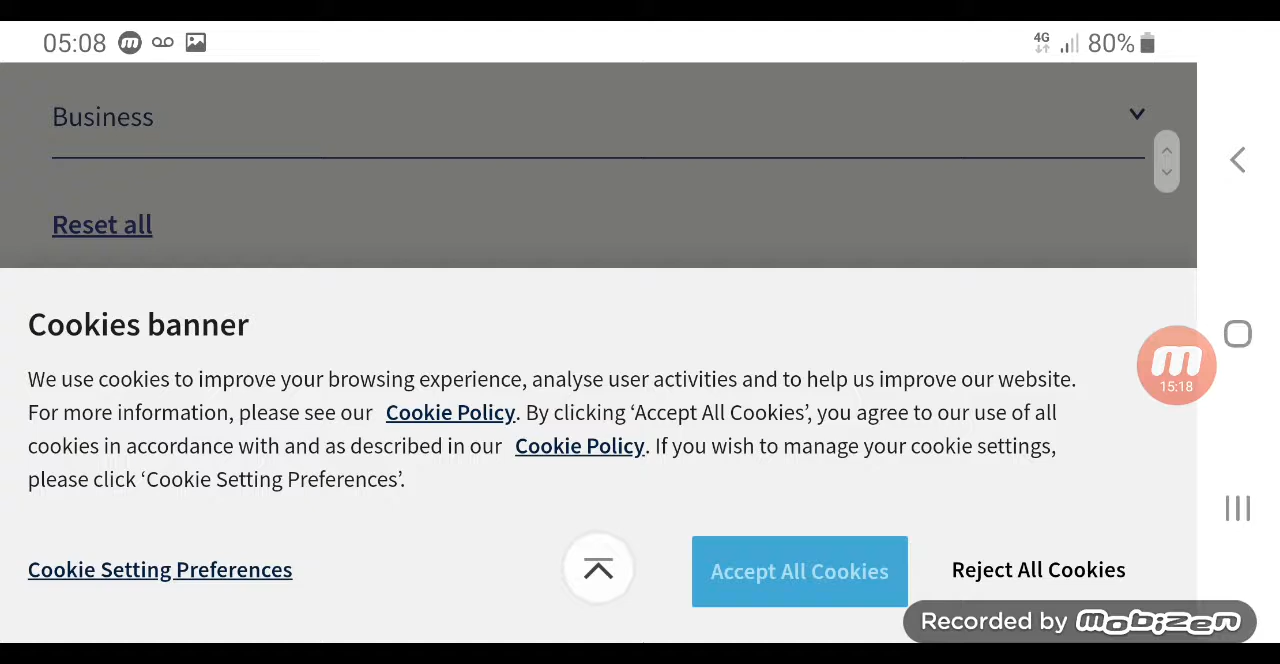 05:08 4G 80%
Business
Reset all
Cookies banner
We use cookies to improve your browsing experience, analyse user activities and to help us improve our website.
For more information, please see our Cookie Policy. By clicking ‘Accept All Cookies’, you agree to our use of all
cookies in accordance with and as described in our Cookie Policy. If you wish to manage your cookie settings,
please click ‘Cookie Setting Preferences’.
15:18
Cookie Setting Preferences Accept All Cookies Reject All Cookies
Recorded by mobizen